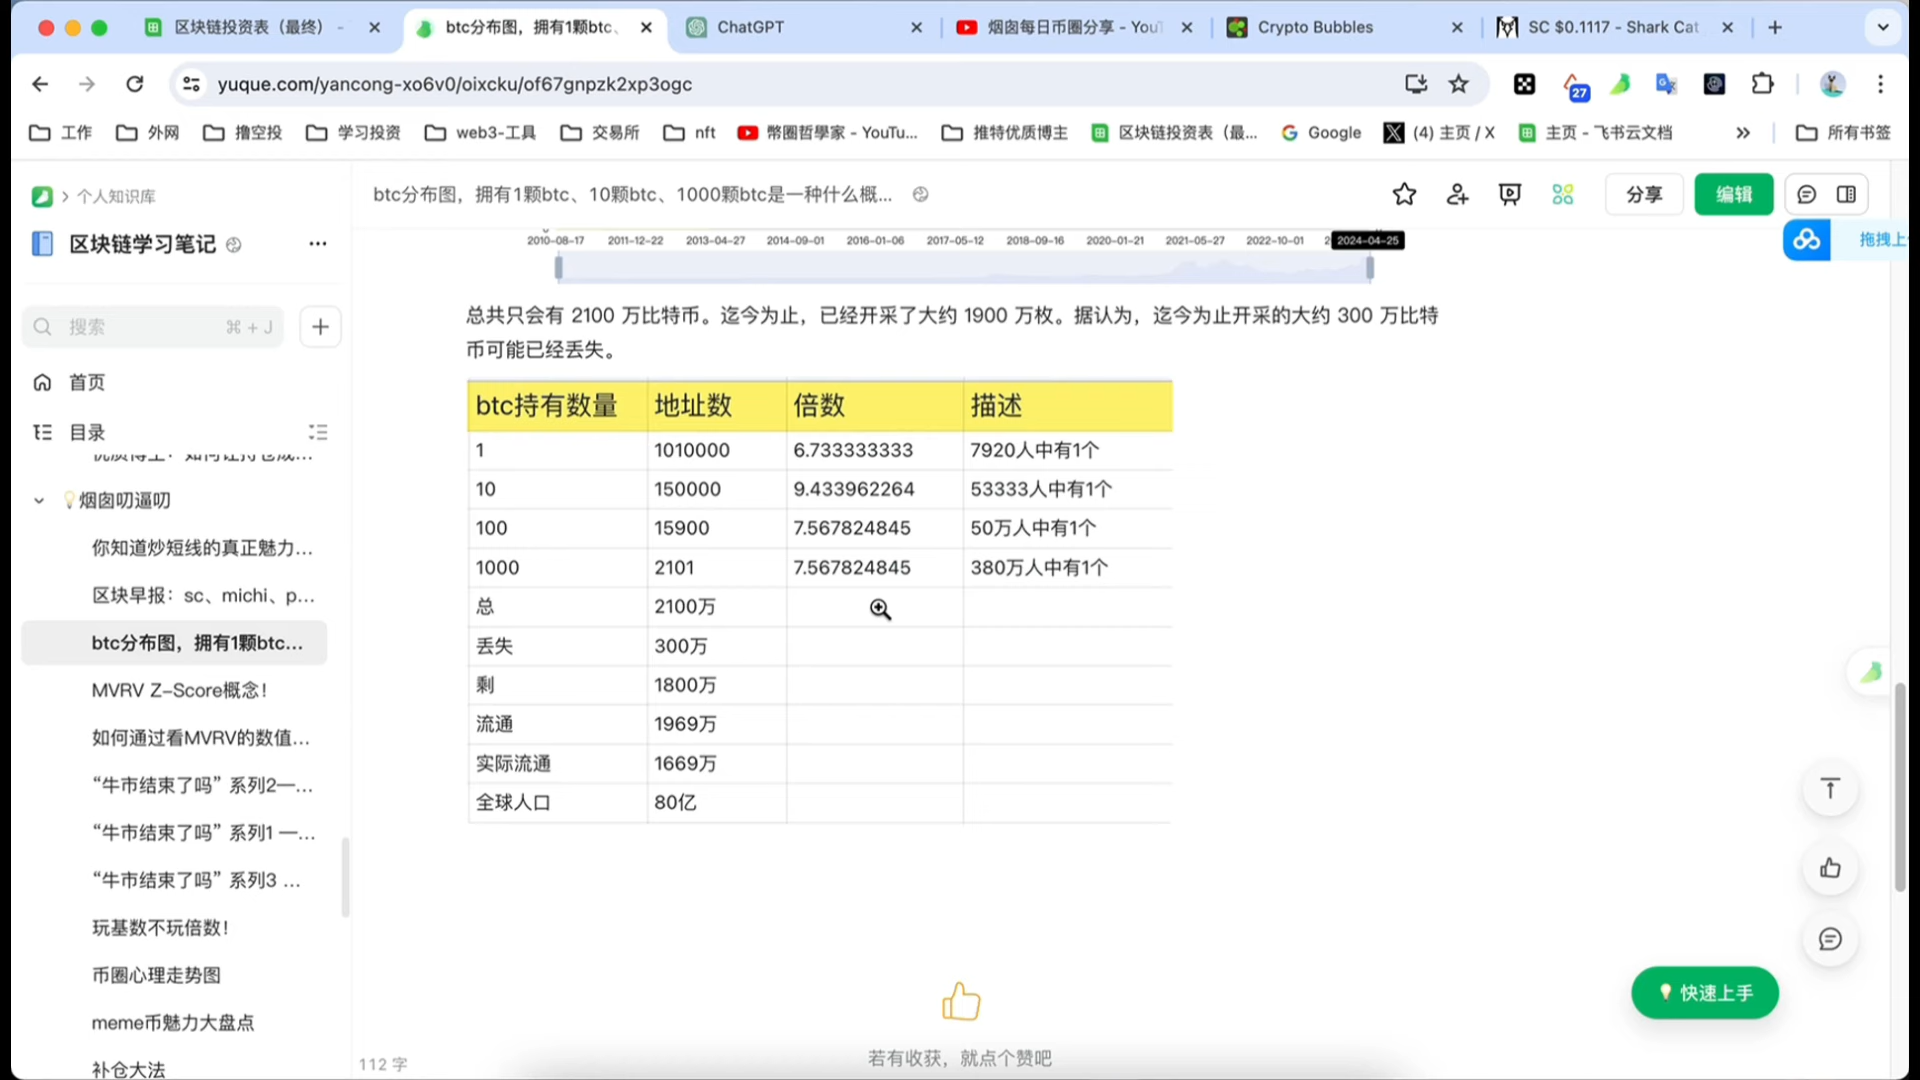 区块链投资表（最终） -
btc分布图，拥有1颗btc、
ChatGPT
烟囱每日币圈分享 - YouT
Crypto Bubbles
SC $0.1117 - Shark Cat
yuque.com/yancong-xo6v0/oixcku/of67gnpzk2xp3ogc
27
工作
外网
撸空投
学习投资
web3-工具
交易所
nft
幣圈哲學家 - YouTu...
推特优质博主
区块链投资表（最...
Google
(4) 主页 / X
主页 - 飞书云文档
所有书签
个人知识库
btc分布图，拥有1颗btc、10颗btc、1000颗btc是一种什么概...
分享
编辑
区块链学习笔记
拖拽上
2010-08-17 2011-12-22 2013-04-27 2014-09-01 2016-01-06 2017-05-12 2018-09-16 2020-01-21 2021-05-27 2022-10-01 2 2024-04-25
搜索 ⌘ + J
首页
目录
优质博主：如何让持仓成...
烟囱叨逼叨
你知道炒短线的真正魅力...
区块早报：sc、michi、p...
btc分布图，拥有1颗btc...
MVRV Z-Score概念！
如何通过看MVRV的数值...
“牛市结束了吗”系列2—...
“牛市结束了吗”系列1 —...
“牛市结束了吗”系列3 ...
玩基数不玩倍数！
币圈心理走势图
meme币魅力大盘点
补仓大法
总共只会有 2100 万比特币。迄今为止，已经开采了大约 1900 万枚。据认为，迄今为止开采的大约 300 万比特
币可能已经丢失。
btc持有数量 地址数 倍数 描述
1 1010000 6.733333333 7920人中有1个
10 150000 9.433962264 53333人中有1个
100 15900 7.567824845 50万人中有1个
1000 2101 7.567824845 380万人中有1个
总 2100万
丢失 300万
剩 1800万
流通 1969万
实际流通 1669万
全球人口 80亿
快速上手
若有收获，就点个赞吧
112 字